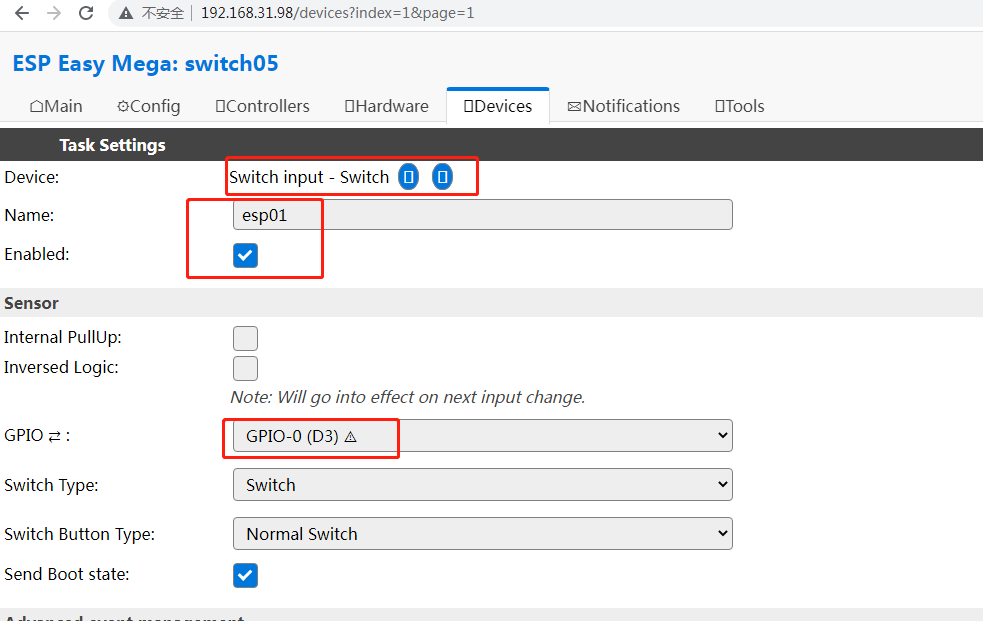 不安全 | 192.168.31.98/devices?index=1&page=1
ESP Easy Mega: switch05
Main Config Controllers Hardware Devices Notifications Tools
Task Settings
Device: Switch input - Switch
Name: esp01
Enabled:
Sensor
Internal PullUp:
Inversed Logic:
Note: Will go into effect on next input change.
GPIO ⇄ : GPIO-0 (D3) ⚠
Switch Type: Switch
Switch Button Type: Normal Switch
Send Boot state:
Advanced event management